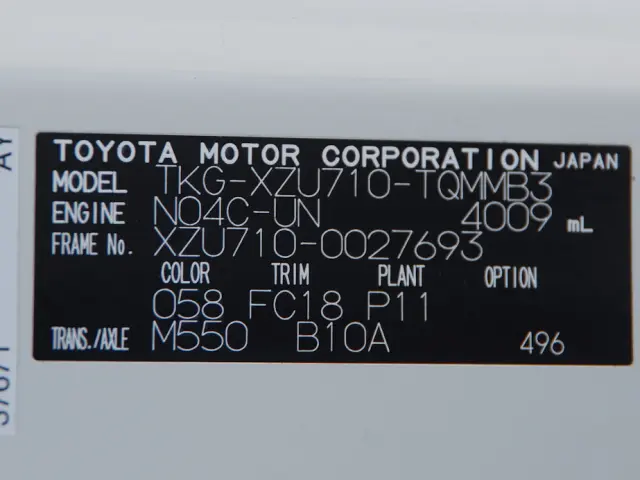 TOYOTA MOTOR CORPORATION JAPAN
MODEL TKG-XZU710-TQMMB3
ENGINE N04C-UN 4009 mL
FRAME No. XZU710-0027693
COLOR TRIM PLANT OPTION
058 FC18 P11
TRANS./AXLE M550 B10A 496
AY